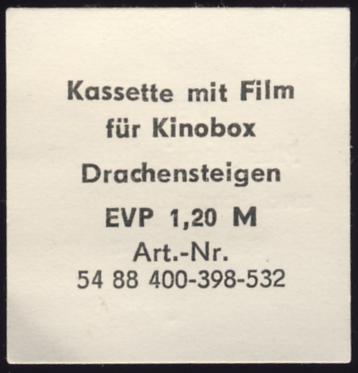 Kassette mit Film
für Kinobox
Drachensteigen
EVP 1,20 M
Art.-Nr.
54 88 400-398-532